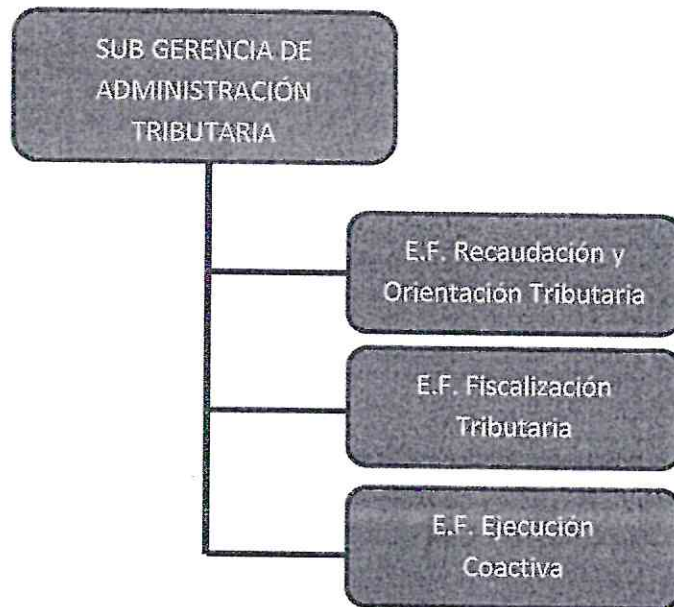 SUB GERENCIA DE
ADMINISTRACIÓN
TRIBUTARIA
E.F. Recaudación y
Orientación Tributaria
E.F. Fiscalización
Tributaria
E.F. Ejecución
Coactiva